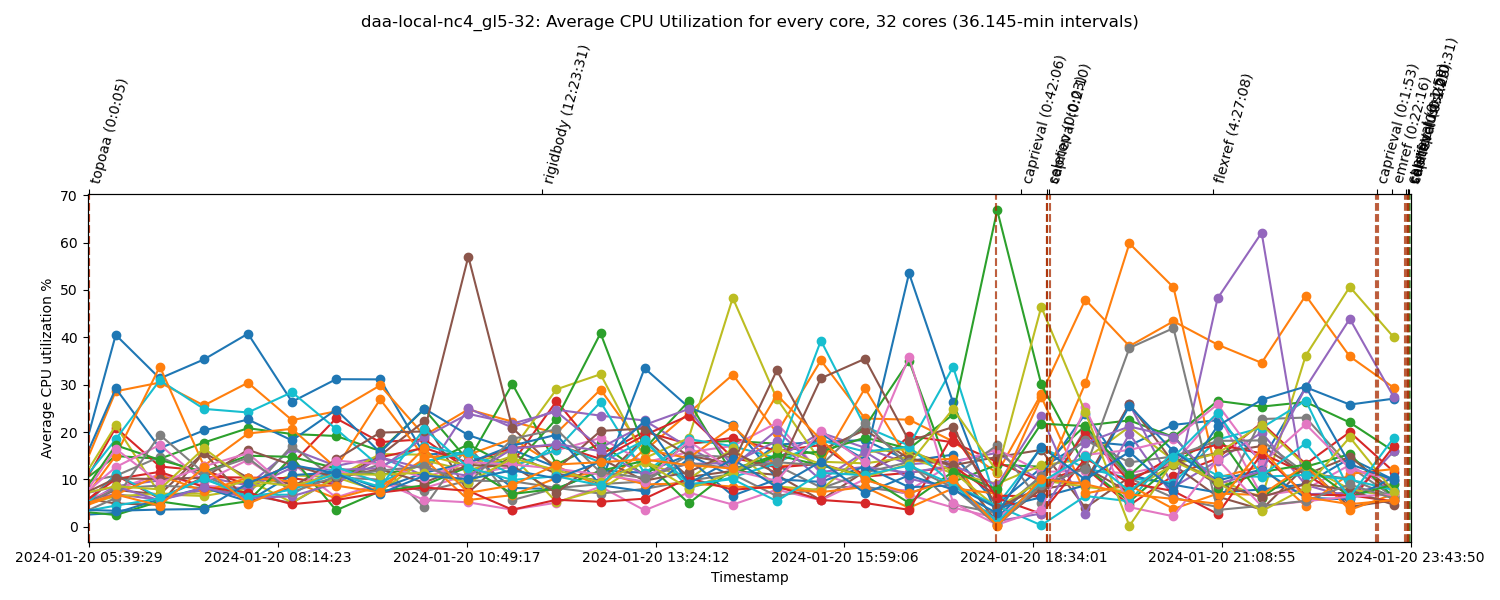 daa-local-nc4_gl5-32: Average CPU Utilization for every core, 32 cores (36.145-min intervals)
topoaa (0:0:05)
rigidbody (12:23:31)
caprieval (0:42:06)
flexref (4:27:08)
caprieval (0:1:53)
emref (0:22:16)
Average CPU utilization %
70
60
50
40
30
20
10
0
2024-01-20 05:39:29
2024-01-20 08:14:23
2024-01-20 10:49:17
2024-01-20 13:24:12
2024-01-20 15:59:06
2024-01-20 18:34:01
2024-01-20 21:08:55
2024-01-20 23:43:50
Timestamp